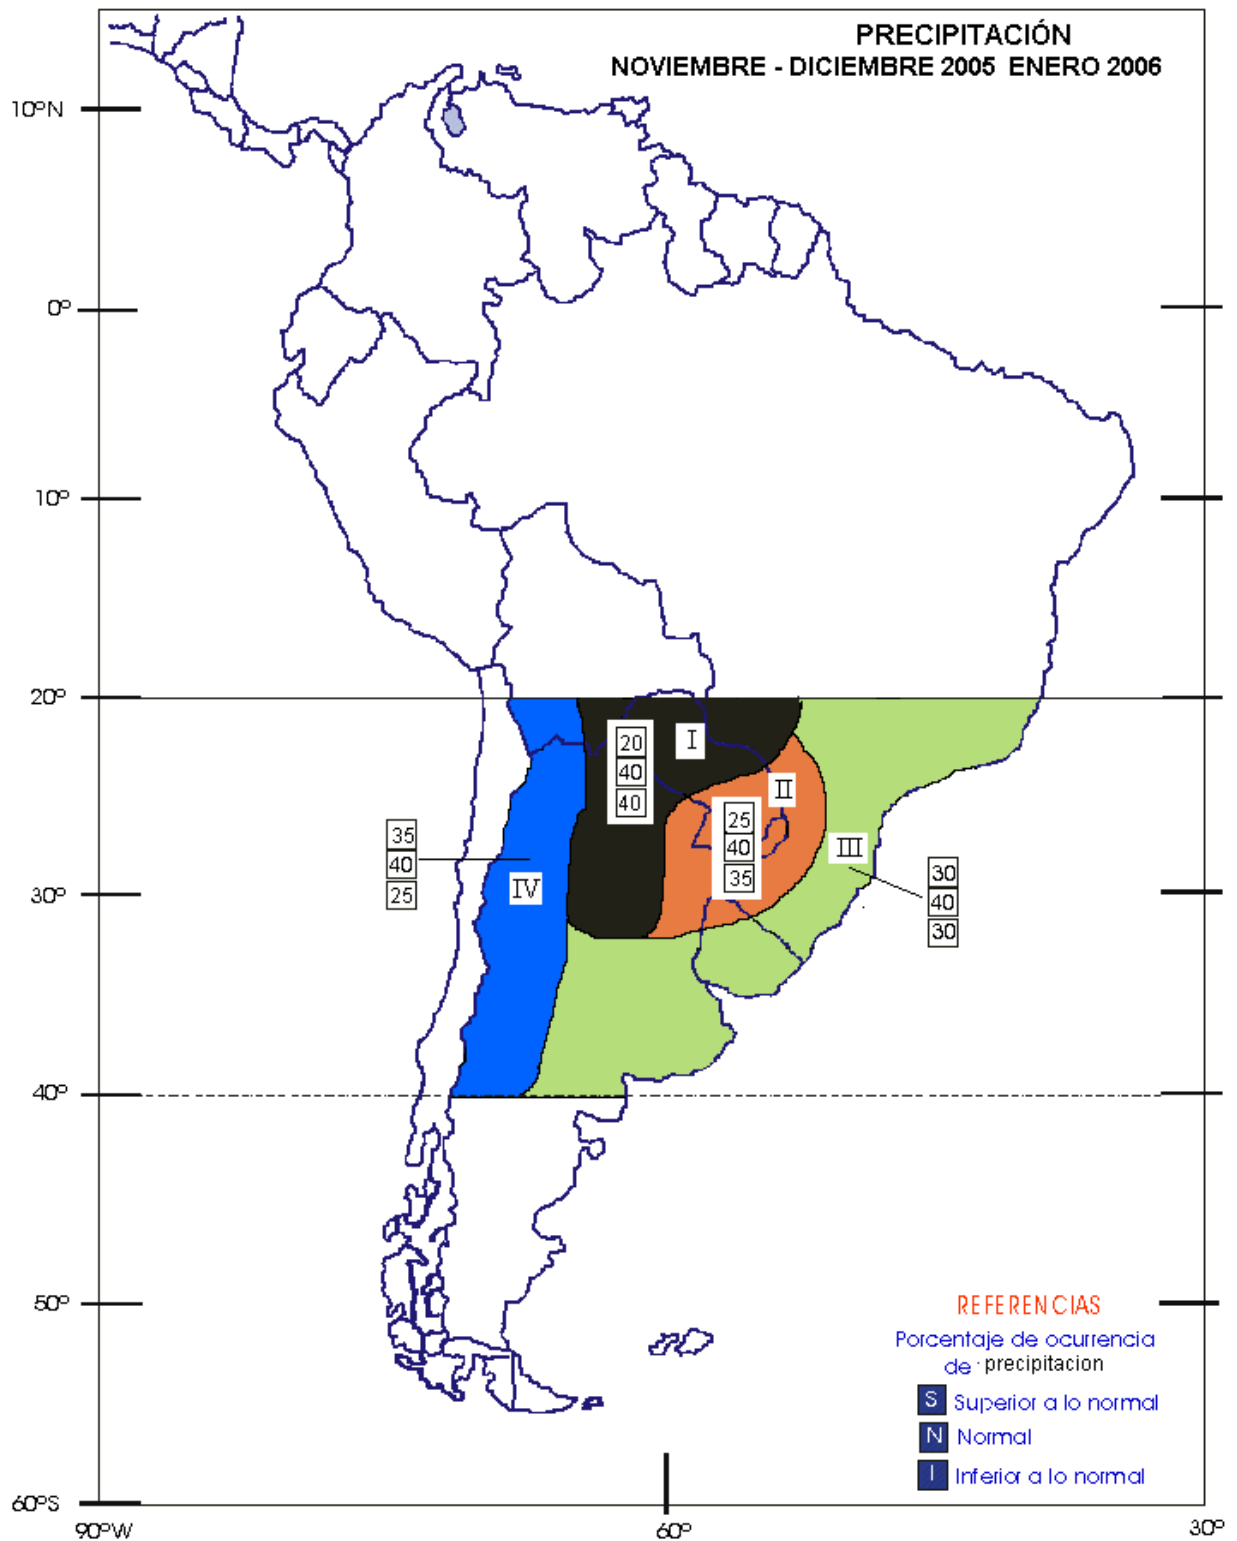 PRECIPITACIÓN
NOVIEMBRE - DICIEMBRE 2005 ENERO 2006
10ºN
0º
10º
20º
I
20
40
40
II
25
40
35
III
35
40
25
IV
30
40
30
30º
40º
50º
REFERENCIAS
Porcentaje de ocurrencia
de precipitacion
S Superior a lo normal
N Normal
I Inferior a lo normal
60ºS
90ºW
60º
30º